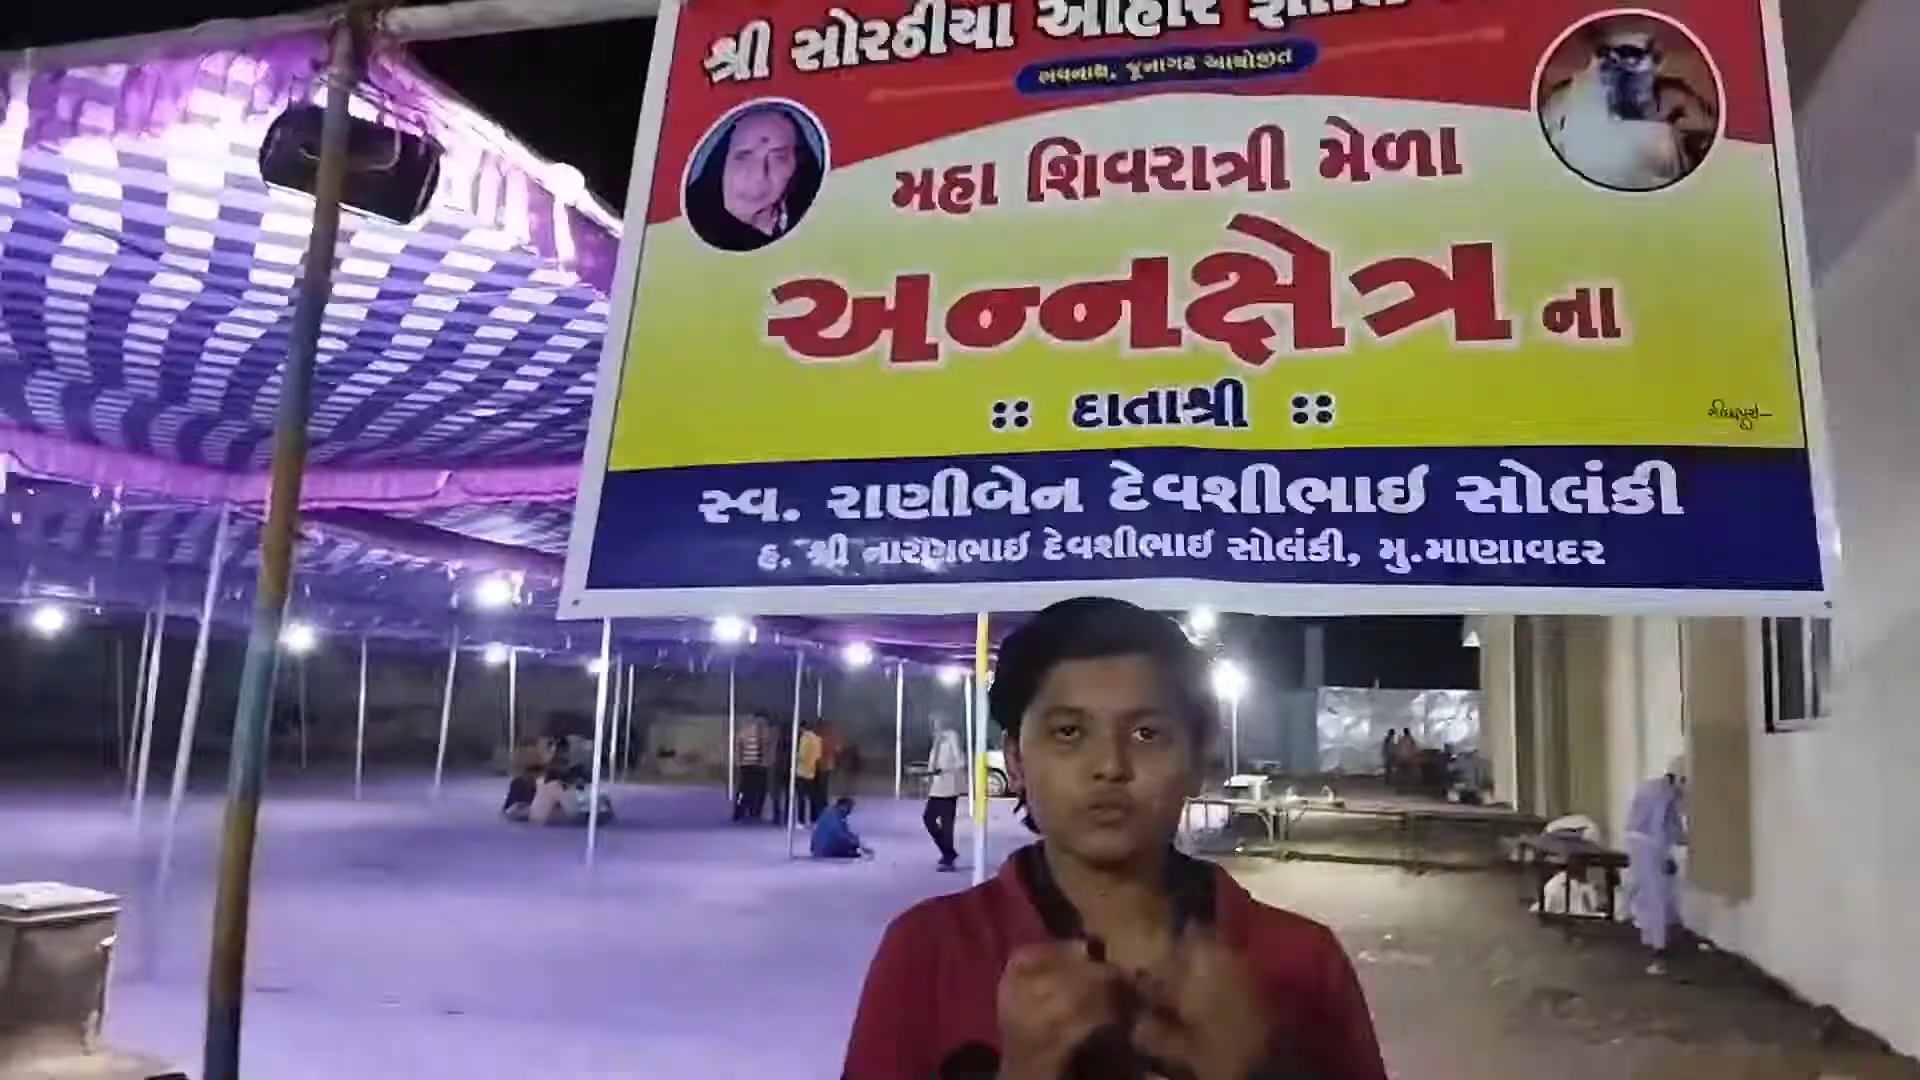 શ્રી સોરઠીયા આહીર જ્ઞાતિ
ભવનાથ, જૂનાગઢ આયોજીત
મહા શિવરાત્રી મેળા
અન્નક્ષેત્ર ના
:: દાતાશ્રી ::
સ્વ. રાણીબેન દેવશીભાઇ સોલંકી
હ. શ્રી નારણભાઇ દેવશીભાઇ સોલંકી, મુ.માણાવદર